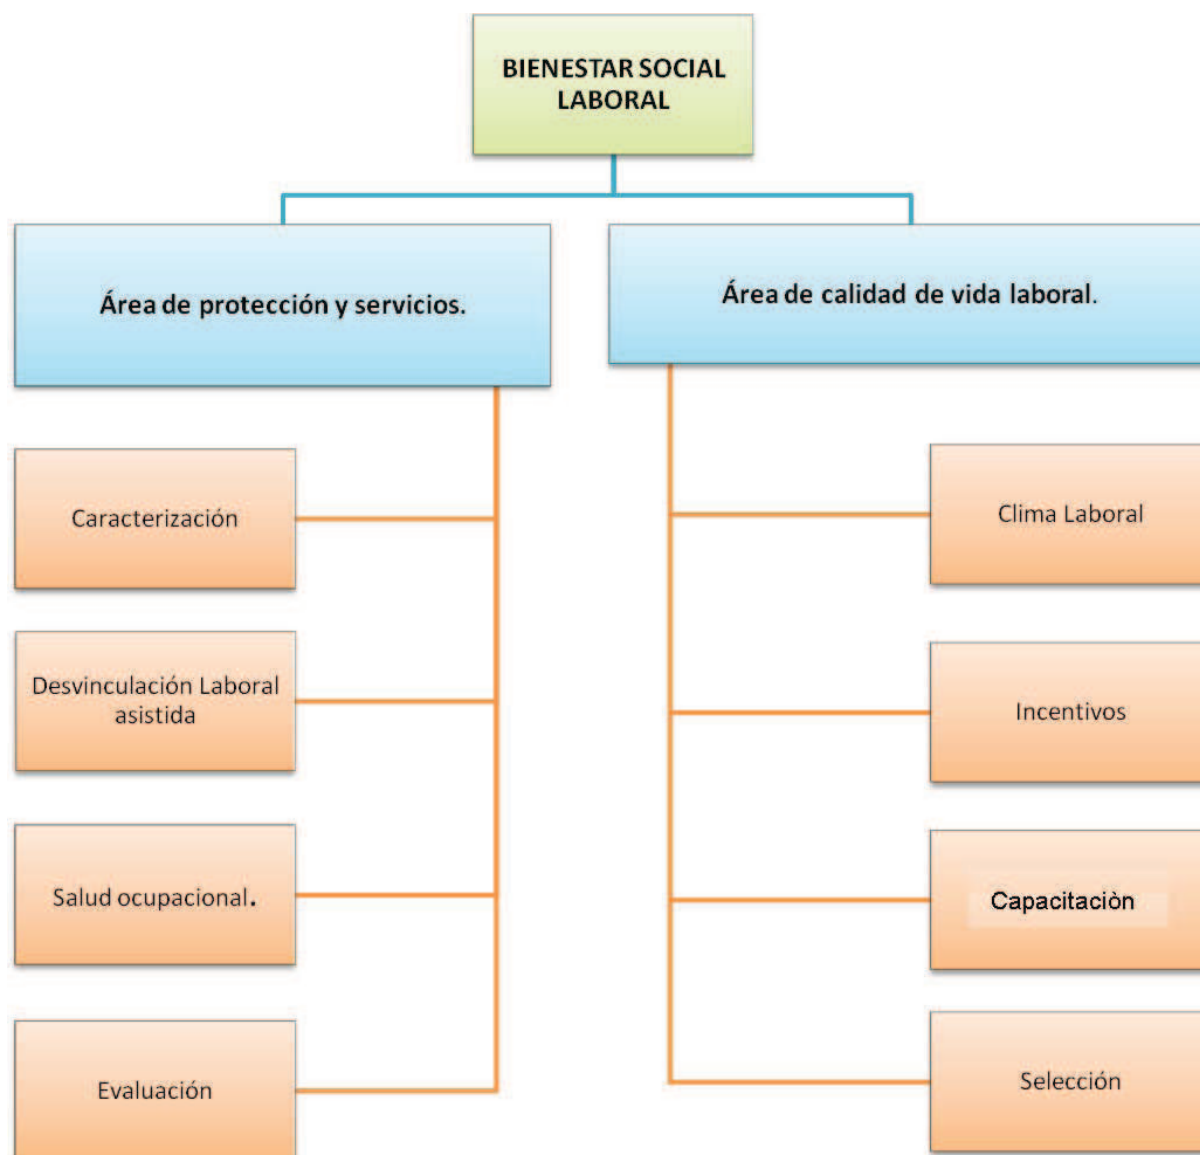 BIENESTAR SOCIAL
LABORAL
Área de protección y servicios.
Área de calidad de vida laboral.
Caracterización
Desvinculación Laboral
asistida
Salud ocupacional.
Evaluación
Clima Laboral
Incentivos
Capacitaciòn
Selección